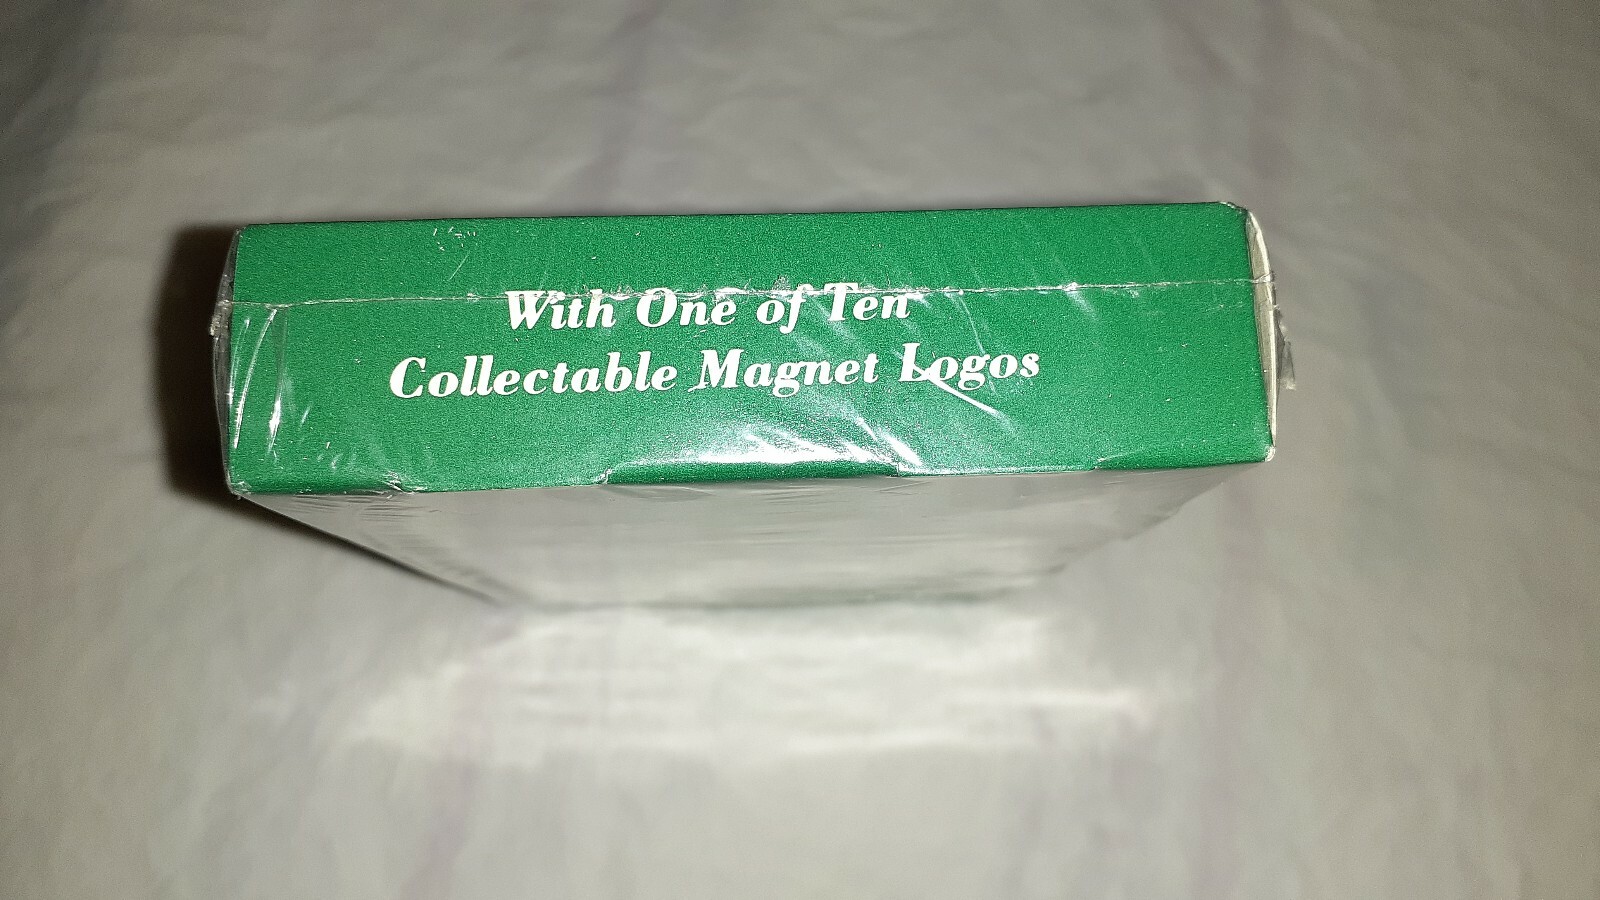 With One of Ten
Collectable Magnet Logos